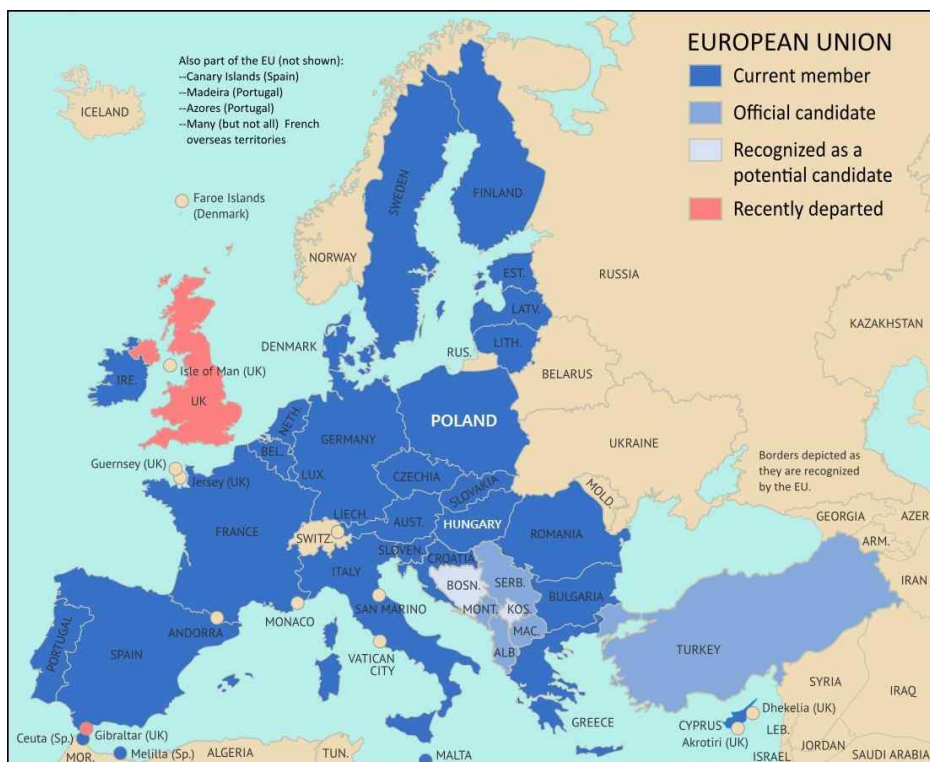 EUROPEAN UNION
Current member
Official candidate
Recognized as a
potential candidate
Recently departed
Also part of the EU (not shown):
--Canary Islands (Spain)
--Madeira (Portugal)
--Azores (Portugal)
--Many (but not all) French
overseas territories
ICELAND
Faroe Islands
(Denmark)
SWEDEN
FINLAND
NORWAY
RUSSIA
EST.
LATV.
LITH.
KAZAKHSTAN
DENMARK
RUS.
BELARUS
IRE.
Isle of Man (UK)
UK
NETH.
POLAND
BEL.
GERMANY
UKRAINE
Guernsey (UK)
Jersey (UK)
LUX.
CZECHIA
SLOVAKIA
MOLD.
Borders depicted as
they are recognized
by the EU.
FRANCE
LIECH.
AUST.
HUNGARY
ROMANIA
GEORGIA
AZER
ARM.
SWITZ.
SLOVEN.
CROATIA
ITALY
BOSN.
SERB.
BULGARIA
IRAN
SAN MARINO
MONT.
KOS.
MONACO
ANDORRA
MAC.
ALB.
PORTUGAL
SPAIN
VATICAN
CITY
TURKEY
SYRIA
IRAQ
GREECE
Dhekelia (UK)
CYPRUS
LEB.
Akrotiri (UK)
Ceuta (Sp.)
Gibraltar (UK)
MOR.
Melilla (Sp.)
ALGERIA
TUN.
MALTA
ISRAEL
JORDAN
SAUDI ARABIA